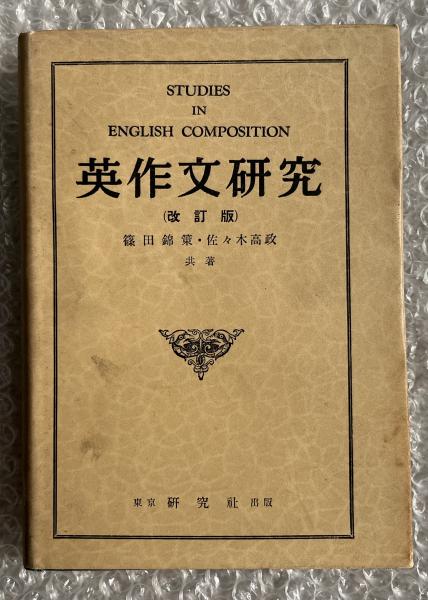 STUDIES
IN
ENGLISH COMPOSITION
英作文研究
(改訂版)
篠田錦策・佐々木高政
共著
東京 研究社 出版